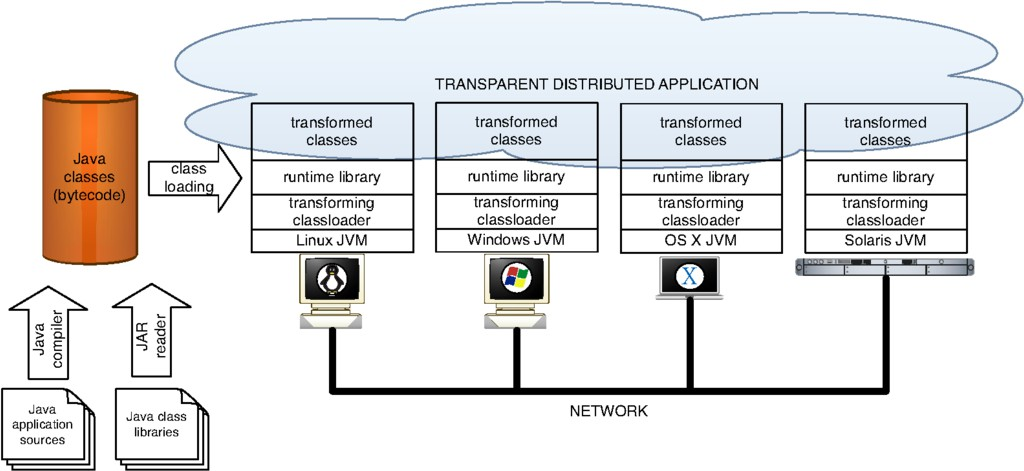 TRANSPARENT DISTRIBUTED APPLICATION
Java
classes
(bytecode)
class
loading
transformed
classes
runtime library
transforming
classloader
Linux JVM
transformed
classes
runtime library
transforming
classloader
Windows JVM
transformed
classes
runtime library
transforming
classloader
OS X JVM
transformed
classes
runtime library
transforming
classloader
Solaris JVM
X
Java
compiler
JAR
reader
Java
application
sources
Java class
libraries
NETWORK